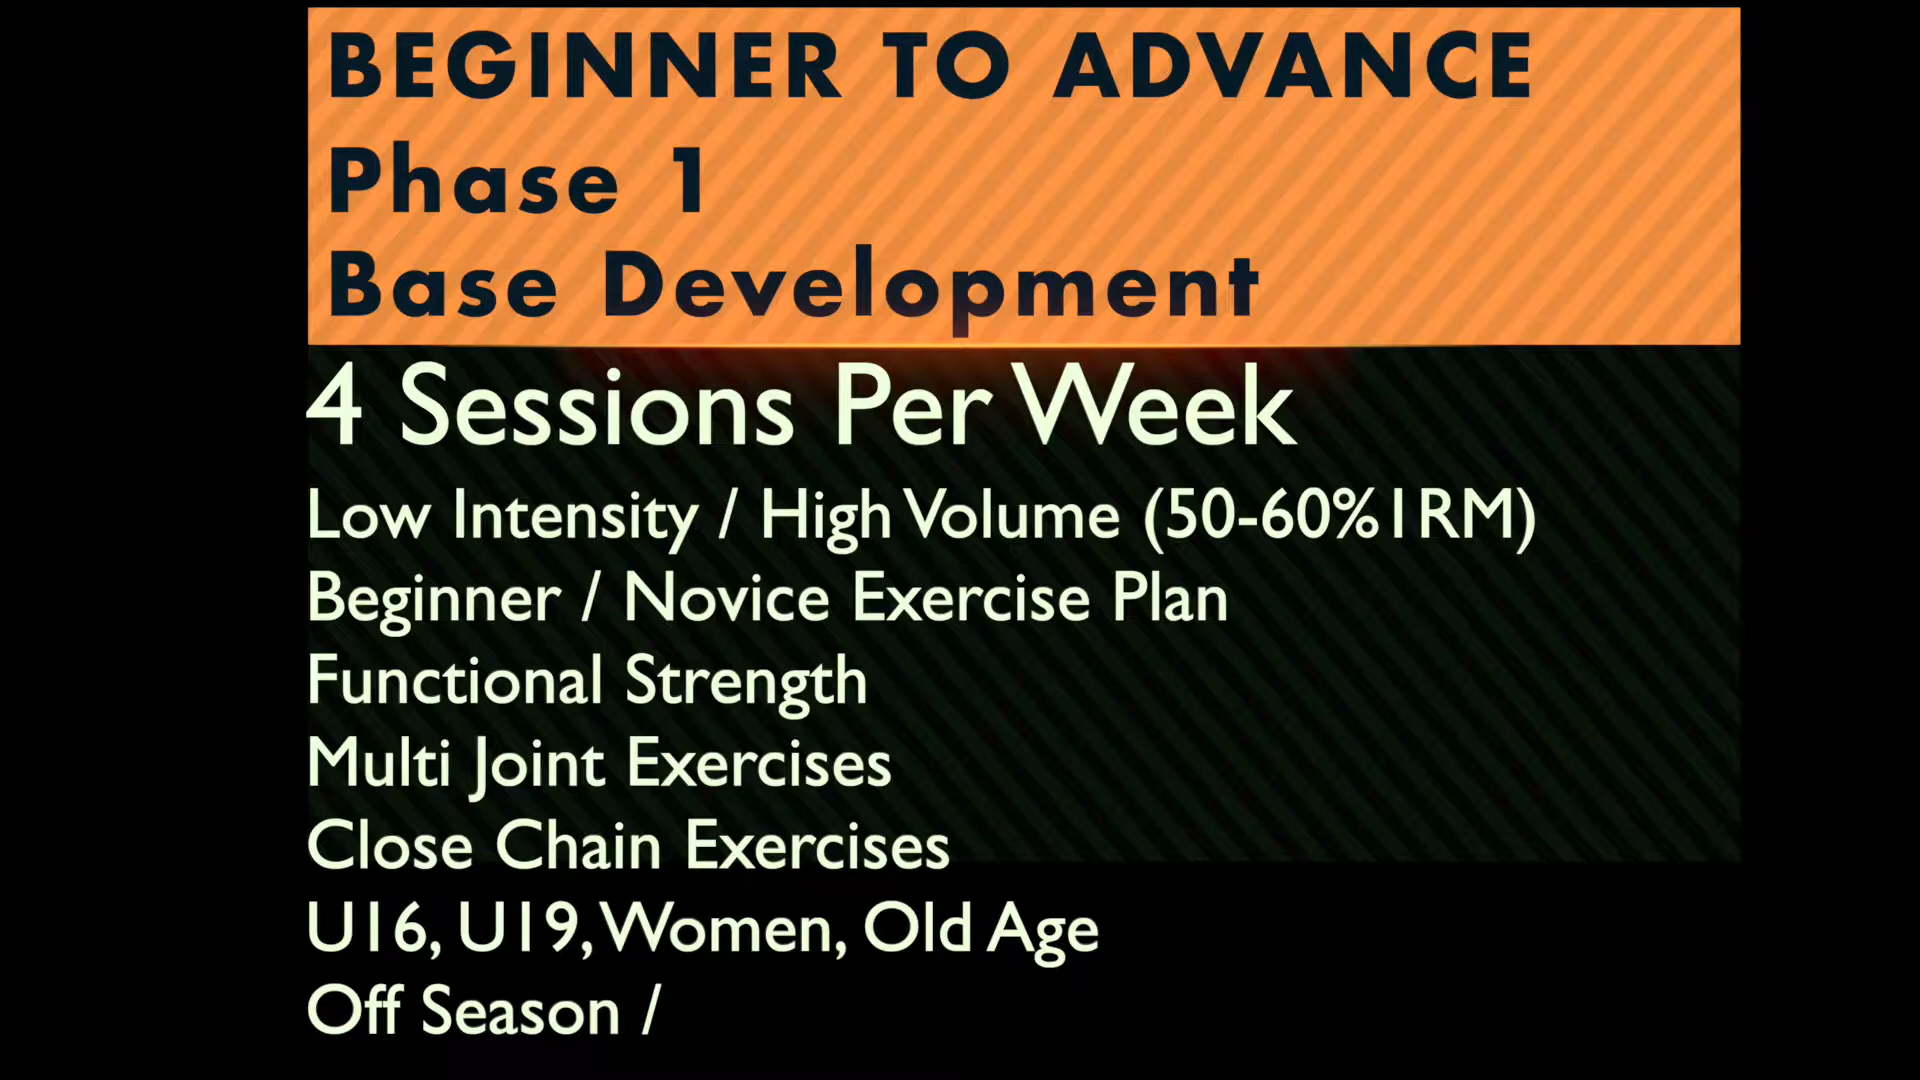 BEGINNER TO ADVANCE
Phase 1
Base Development
4 Sessions Per Week
Low Intensity / High Volume (50-60%1RM)
Beginner / Novice Exercise Plan
Functional Strength
Multi Joint Exercises
Close Chain Exercises
U16, U19, Women, Old Age
Off Season /